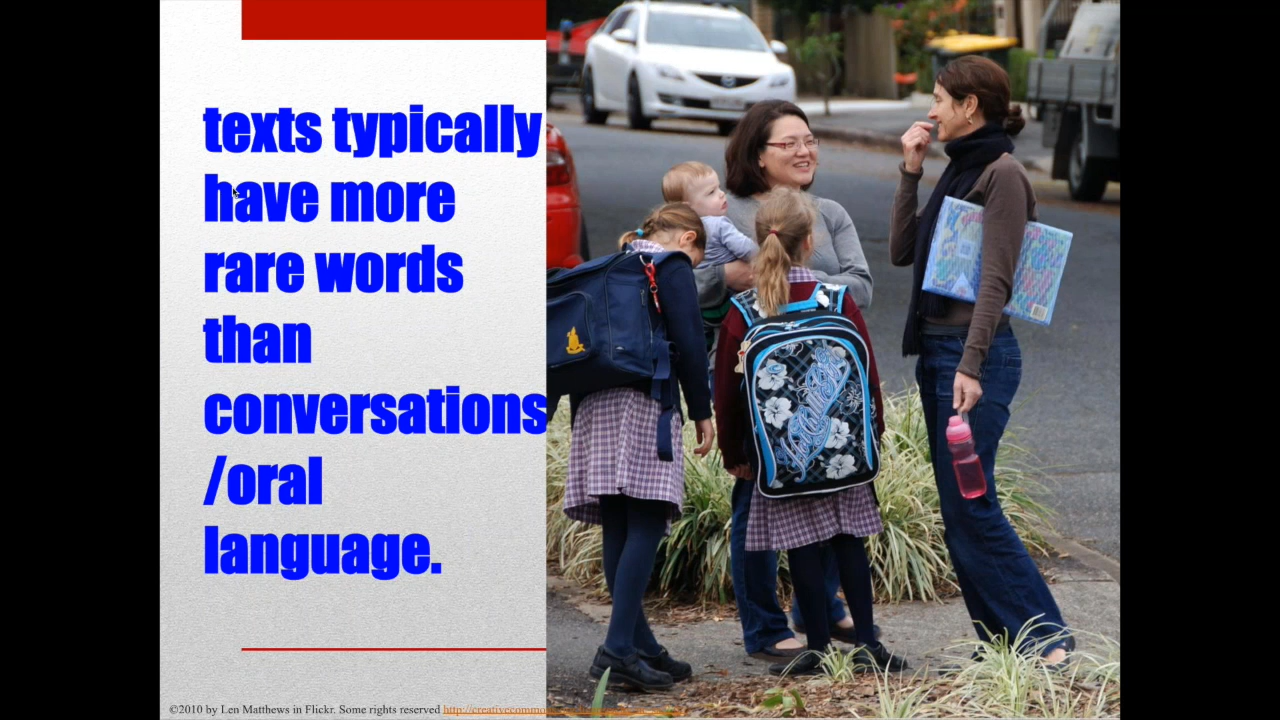 texts typically
have more
rare words
than
conversations
/oral
language.
©2010 by Len Matthews in Flickr. Some rights reserved